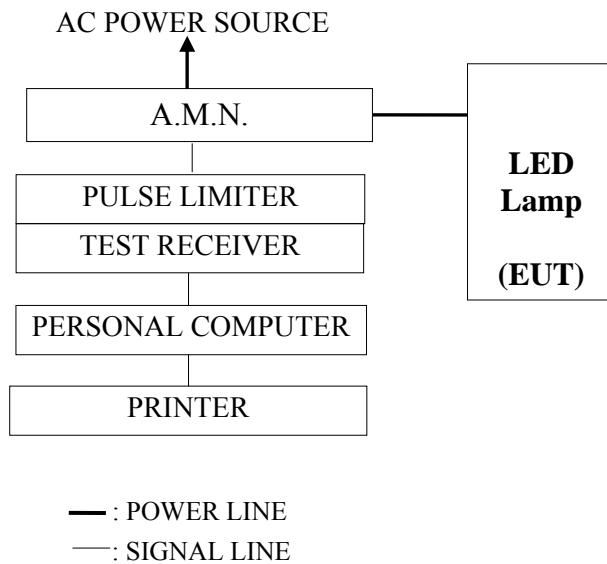 AC POWER SOURCE
A.M.N.
PULSE LIMITER
TEST RECEIVER
PERSONAL COMPUTER
PRINTER
LED
Lamp
(EUT)
: POWER LINE
: SIGNAL LINE